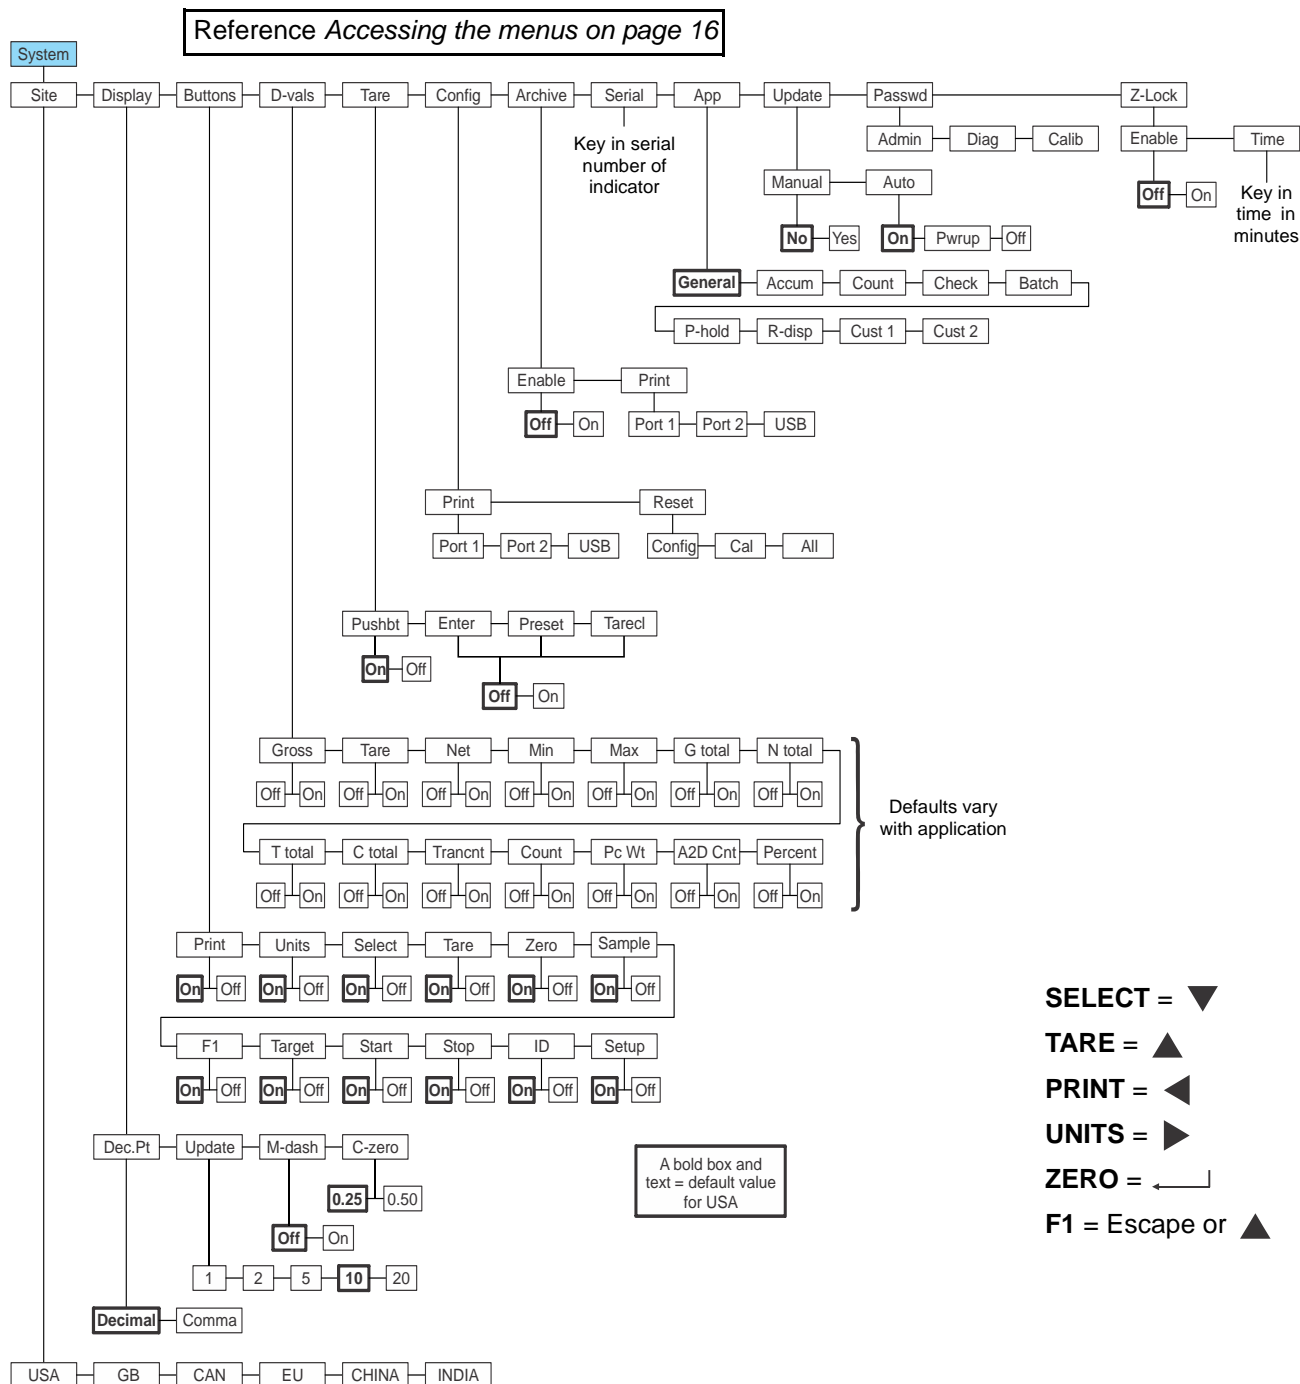 Reference Accessing the menus on page 16
System
Site Display Buttons D-vals Tare Config Archive Serial App Update Passwd Z-Lock
Key in serial
number of
indicator
Admin Diag Calib
Enable Time
Manual Auto
Off On
Key in
time in
minutes
No Yes
On Pwrup Off
General Accum Count Check Batch
P-hold R-disp Cust 1 Cust 2
Enable Print
Off On
Port 1 Port 2 USB
Print Reset
Port 1 Port 2 USB
Config Cal All
Pushbt Enter Preset Tarecl
On Off
Off On
Gross Tare Net Min Max G total N total
Off On Off On Off On Off On Off On Off On Off On
Defaults vary
with application
T total C total Trancnt Count Pc Wt A2D Cnt Percent
Off On Off On Off On Off On Off On Off On Off On
Print Units Select Tare Zero Sample
On Off On Off On Off On Off On Off On Off
F1 Target Start Stop ID Setup
On Off On Off On Off On Off On Off On Off
SELECT =
TARE =
PRINT =
UNITS =
ZERO =
F1 = Escape or
Dec.Pt Update M-dash C-zero
A bold box and
text = default value
for USA
0.25 0.50
Off On
1 2 5 10 20
Decimal Comma
USA GB CAN EU CHINA INDIA